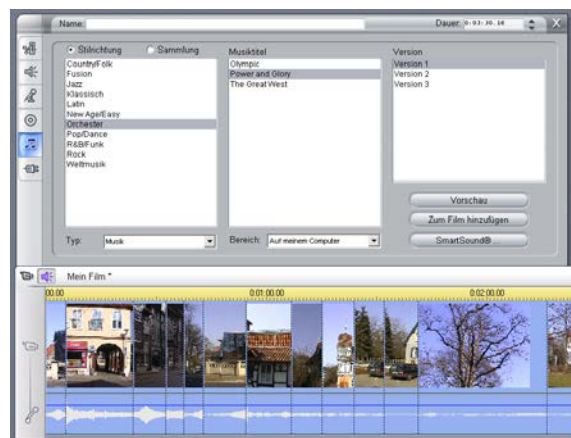 Name:
Dauer: 0:03:30.16
X
Stilrichtung
Sammlung
Country/Folk
Fusion
Jazz
Klassisch
Latin
New Age/Easy
Orchester
Pop/Dance
R&B/Funk
Rock
Weltmusik
Musiktitel
Olympic
Power and Glory
The Great West
Version
Version 1
Version 2
Version 3
Vorschau
Zum Film hinzufügen
SmartSound®
Typ:
Musik
Bereich:
Auf meinem Computer
Mein Film *
00.00
0:01:00.00
0:02:00.00